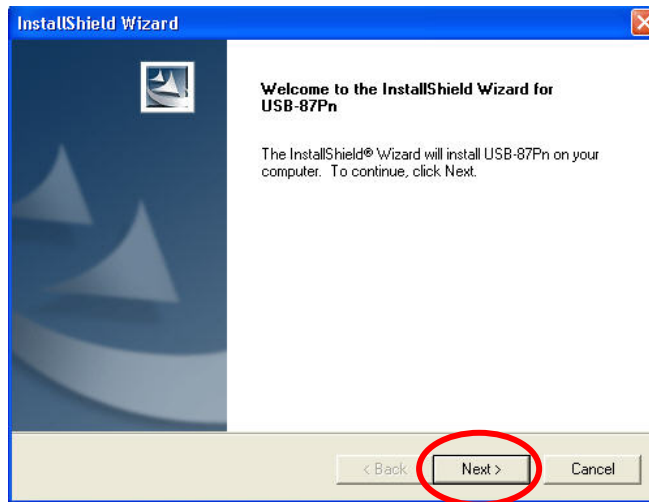 InstallShield Wizard
Welcome to the InstallShield Wizard for
USB-87Pn
The InstallShield® Wizard will install USB-87Pn on your
computer. To continue, click Next.
< Back
Next >
Cancel